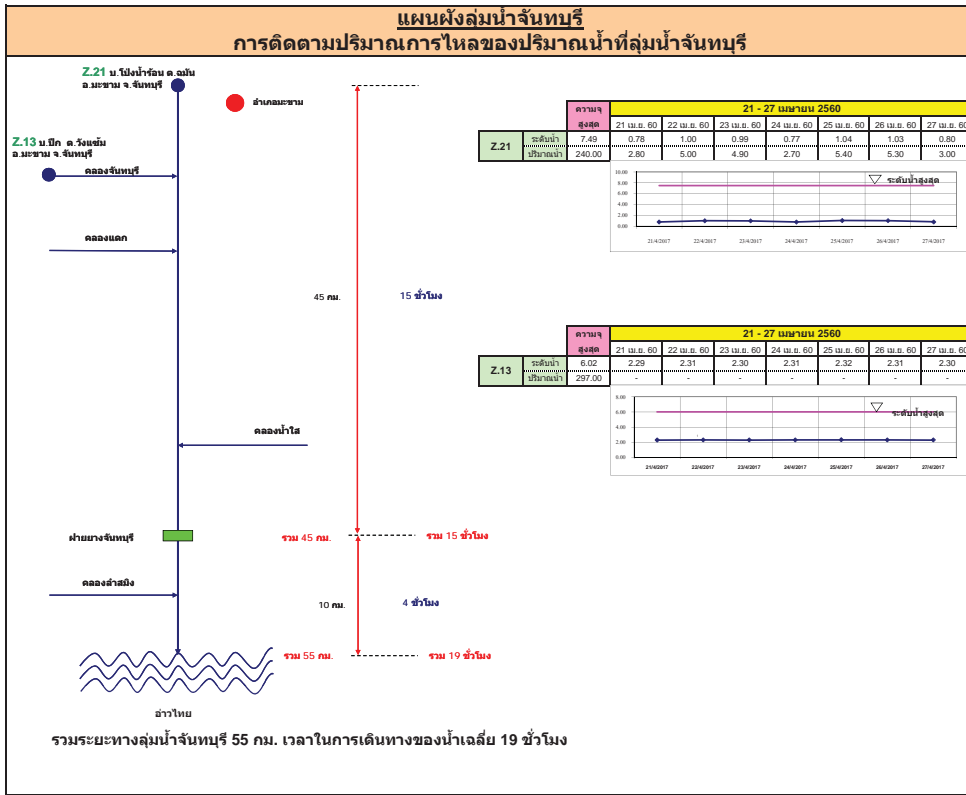 แผนผังลุ่มน้ำจันทบุรี
การติดตามปริมาณการไหลของปริมาณน้ำที่ลุ่มน้ำจันทบุรี
Z.21 บ.โป่งน้ำร้อน ต.ฉมัน
อ.มะขาม จ.จันทบุรี
อำเภอมะขาม
Z.13 บ.ปึก ต.วังแซ้ม
อ.มะขาม จ.จันทบุรี
คลองจันทบุรี
คลองแตก
45 กม.
15 ชั่วโมง
คลองน้ำใส
ฝายยางจันทบุรี
รวม 45 กม.
รวม 15 ชั่วโมง
คลองลำสมิง
10 กม.
4 ชั่วโมง
รวม 55 กม.
รวม 19 ชั่วโมง
อ่าวไทย
รวมระยะทางลุ่มน้ำจันทบุรี 55 กม. เวลาในการเดินทางของน้ำเฉลี่ย 19 ชั่วโมง
ความจุ 21 - 27 เมษายน 2560
สูงสุด 21 เม.ย. 60 22 เม.ย. 60 23 เม.ย. 60 24 เม.ย. 60 25 เม.ย. 60 26 เม.ย. 60 27 เม.ย. 60
Z.21
ระดับน้ำ 7.49 0.78 1.00 0.99 0.77 1.04 1.03 0.80
ปริมาณน้ำ 240.00 2.80 5.00 4.90 2.70 5.40 5.30 3.00
10.00
8.00
6.00
4.00
2.00
0.00
ระดับน้ำสูงสุด
21/4/2017 22/4/2017 23/4/2017 24/4/2017 25/4/2017 26/4/2017 27/4/2017
ความจุ 21 - 27 เมษายน 2560
สูงสุด 21 เม.ย. 60 22 เม.ย. 60 23 เม.ย. 60 24 เม.ย. 60 25 เม.ย. 60 26 เม.ย. 60 27 เม.ย. 60
Z.13
ระดับน้ำ 6.02 2.29 2.31 2.30 2.31 2.32 2.31 2.30
ปริมาณน้ำ 297.00 - - - - - - -
8.00
6.00
4.00
2.00
0.00
ระดับน้ำสูงสุด
21/4/2017 22/4/2017 23/4/2017 24/4/2017 25/4/2017 26/4/2017 27/4/2017